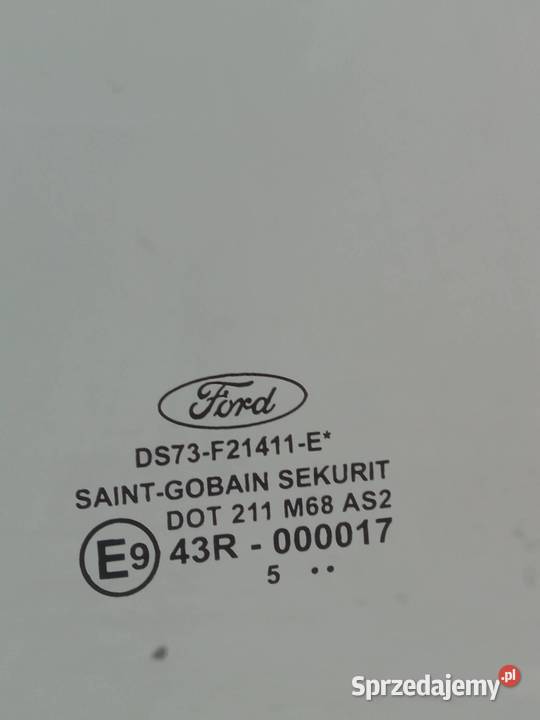 Ford
DS73-F21411-E*
SAINT-GOBAIN SEKURIT
DOT 211 M68 AS2
E9 43R - 000017
5 ..
Sprzedajemy.pl